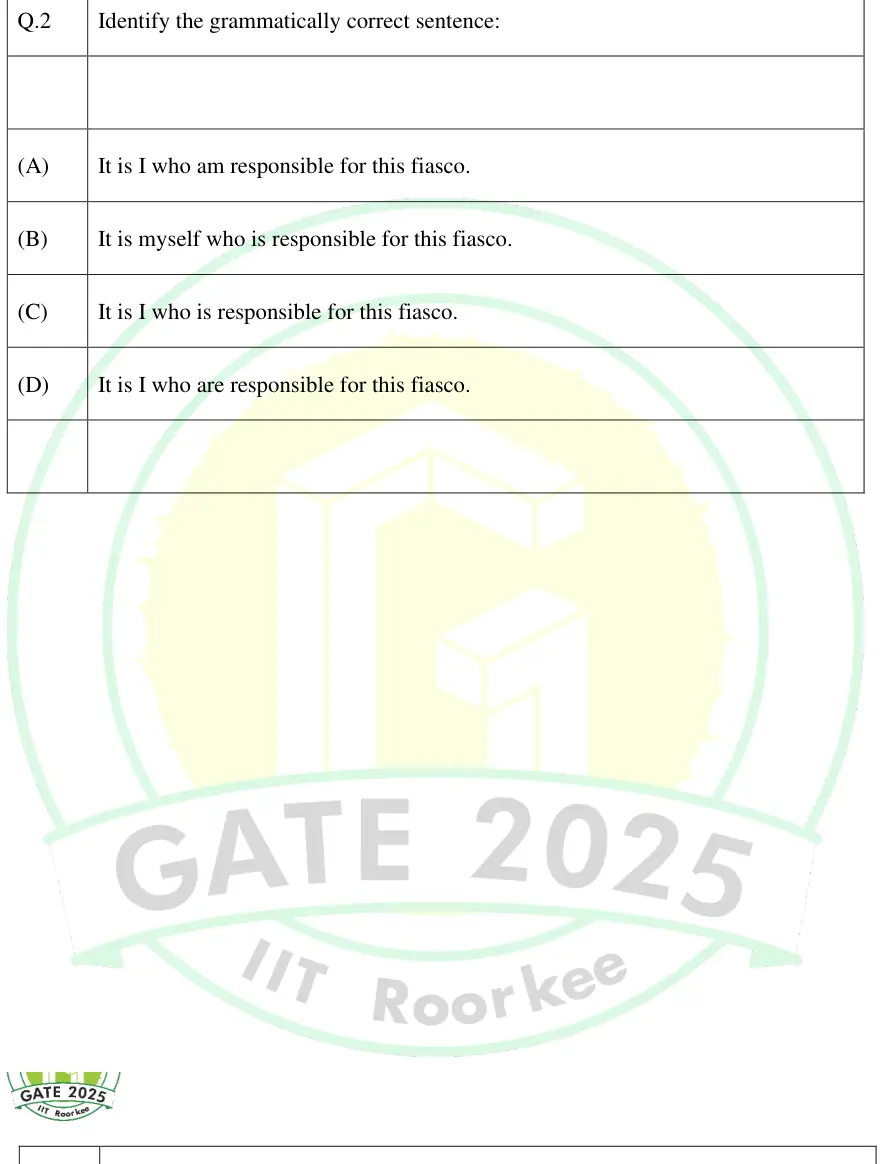 Q.2 Identify the grammatically correct sentence:
(A) It is I who am responsible for this fiasco.
(B) It is myself who is responsible for this fiasco.
(C) It is I who is responsible for this fiasco.
(D) It is I who are responsible for this fiasco.
GATE 2025
IIT Roorkee
GATE 2025
IIT Roorkee